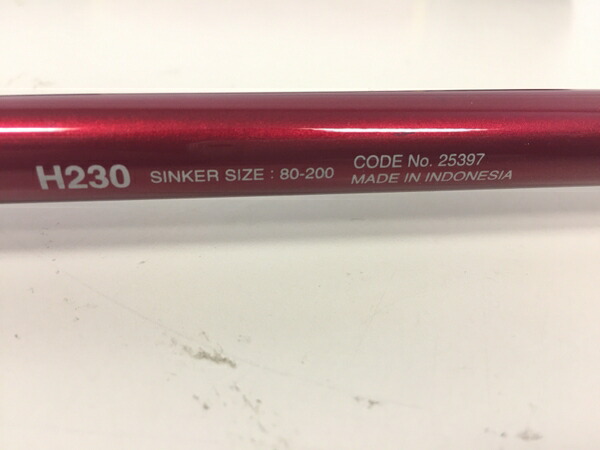 H230 SINKER SIZE : 80-200 CODE No. 25397
MADE IN INDONESIA